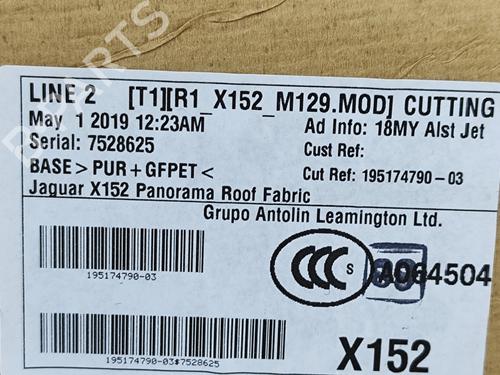 LINE 2 [T1][R1_X152_M129.MOD] CUTTING
May 1 2019 12:23AM
Ad Info: 18MY Alst Jet
Serial: 7528625
Cust Ref:
BASE>PUR+GFPET<
Cut Ref: 195174790-03
Jaguar X152 Panorama Roof Fabric
Grupo Antolin Leamington Ltd.
CCC S
A064504
195174790-03
X152
195174790-03#7528625